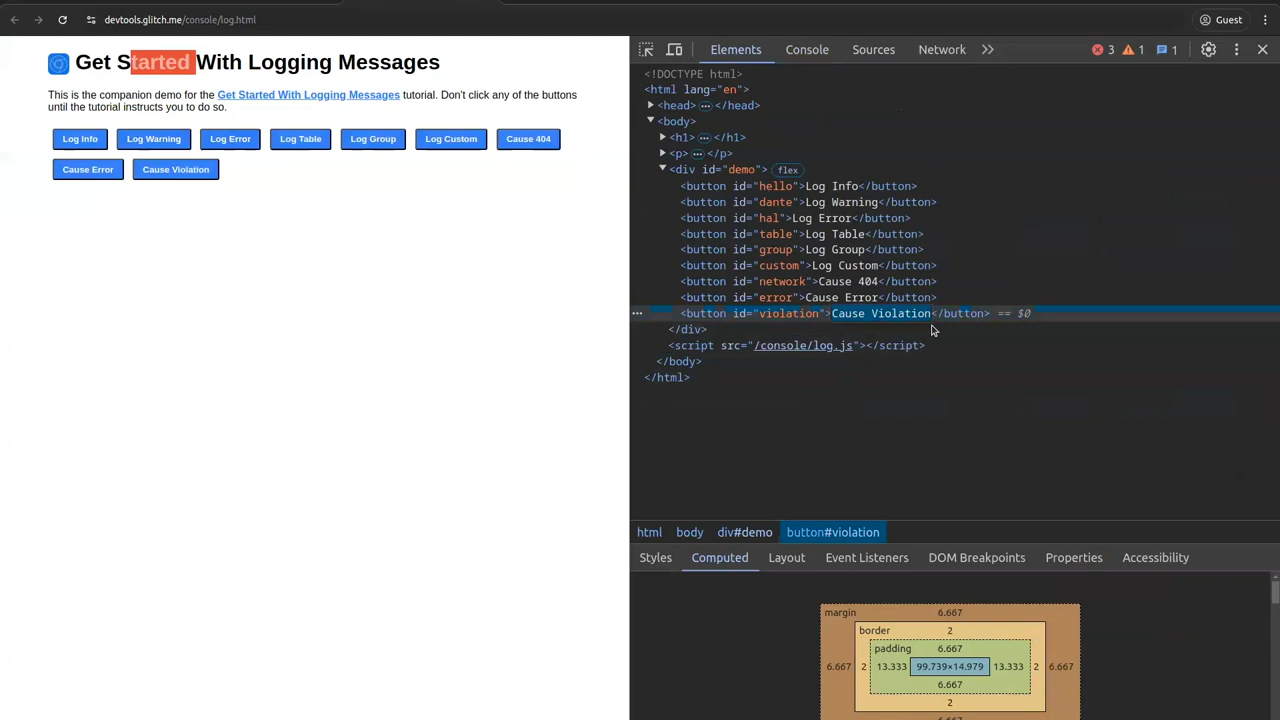 devtools.glitch.me/console/log.html
Guest
Get Started With Logging Messages
This is the companion demo for the Get Started With Logging Messages tutorial. Don't click any of the buttons
until the tutorial instructs you to do so.
Log Info Log Warning Log Error Log Table Log Group Log Custom Cause 404
Cause Error Cause Violation
Elements Console Sources Network 3 1 1
<!DOCTYPE html>
<html lang="en">
<head> </head>
<body>
<h1> </h1>
<p> </p>
<div id="demo"> flex
<button id="hello">Log Info</button>
<button id="dante">Log Warning</button>
<button id="hal">Log Error</button>
<button id="table">Log Table</button>
<button id="group">Log Group</button>
<button id="custom">Log Custom</button>
<button id="network">Cause 404</button>
<button id="error">Cause Error</button>
<button id="violation">Cause Violation</button> == $0
</div>
<script src="/console/log.js"></script>
</body>
</html>
html body div#demo button#violation
Styles Computed Layout Event Listeners DOM Breakpoints Properties Accessibility
margin 6.667
border 2
padding 6.667
6.667 2 13.333 99.739×14.979 13.333 2 6.667
6.667
2
6.667